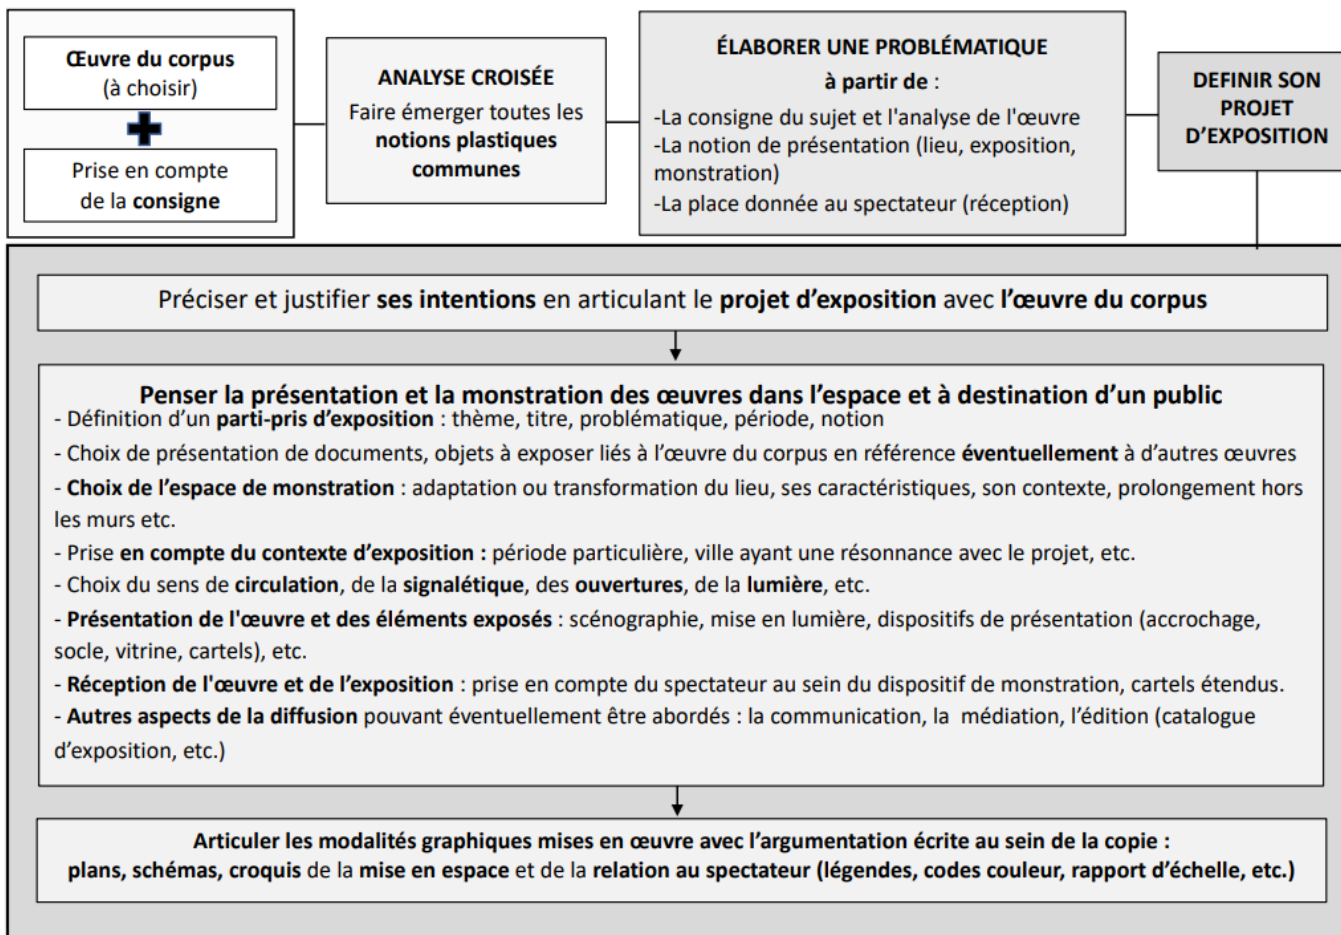 Œuvre du corpus
(à choisir)
Prise en compte
de la consigne
ANALYSE CROISÉE
Faire émerger toutes les
notions plastiques
communes
ÉLABORER UNE PROBLÉMATIQUE
à partir de :
-La consigne du sujet et l'analyse de l'œuvre
-La notion de présentation (lieu, exposition,
monstration)
-La place donnée au spectateur (réception)
DEFINIR SON
PROJET
D’EXPOSITION
Préciser et justifier ses intentions en articulant le projet d’exposition avec l’œuvre du corpus
Penser la présentation et la monstration des œuvres dans l’espace et à destination d’un public
- Définition d’un parti-pris d’exposition : thème, titre, problématique, période, notion
- Choix de présentation de documents, objets à exposer liés à l’œuvre du corpus en référence éventuellement à d’autres œuvres
- Choix de l’espace de monstration : adaptation ou transformation du lieu, ses caractéristiques, son contexte, prolongement hors
les murs etc.
- Prise en compte du contexte d’exposition : période particulière, ville ayant une résonnance avec le projet, etc.
- Choix du sens de circulation, de la signalétique, des ouvertures, de la lumière, etc.
- Présentation de l'œuvre et des éléments exposés : scénographie, mise en lumière, dispositifs de présentation (accrochage,
socle, vitrine, cartels), etc.
- Réception de l'œuvre et de l’exposition : prise en compte du spectateur au sein du dispositif de monstration, cartels étendus.
- Autres aspects de la diffusion pouvant éventuellement être abordés : la communication, la médiation, l’édition (catalogue
d’exposition, etc.)
Articuler les modalités graphiques mises en œuvre avec l’argumentation écrite au sein de la copie :
plans, schémas, croquis de la mise en espace et de la relation au spectateur (légendes, codes couleur, rapport d’échelle, etc.)